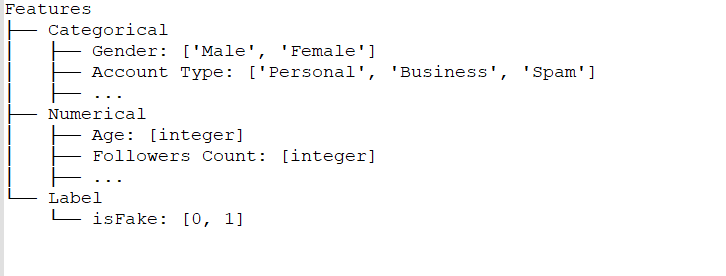 Features
├── Categorical
│   ├── Gender: ['Male', 'Female']
│   ├── Account Type: ['Personal', 'Business', 'Spam']
│   ├── ...
├── Numerical
│   ├── Age: [integer]
│   ├── Followers Count: [integer]
│   ├── ...
└── Label
    └── isFake: [0, 1]